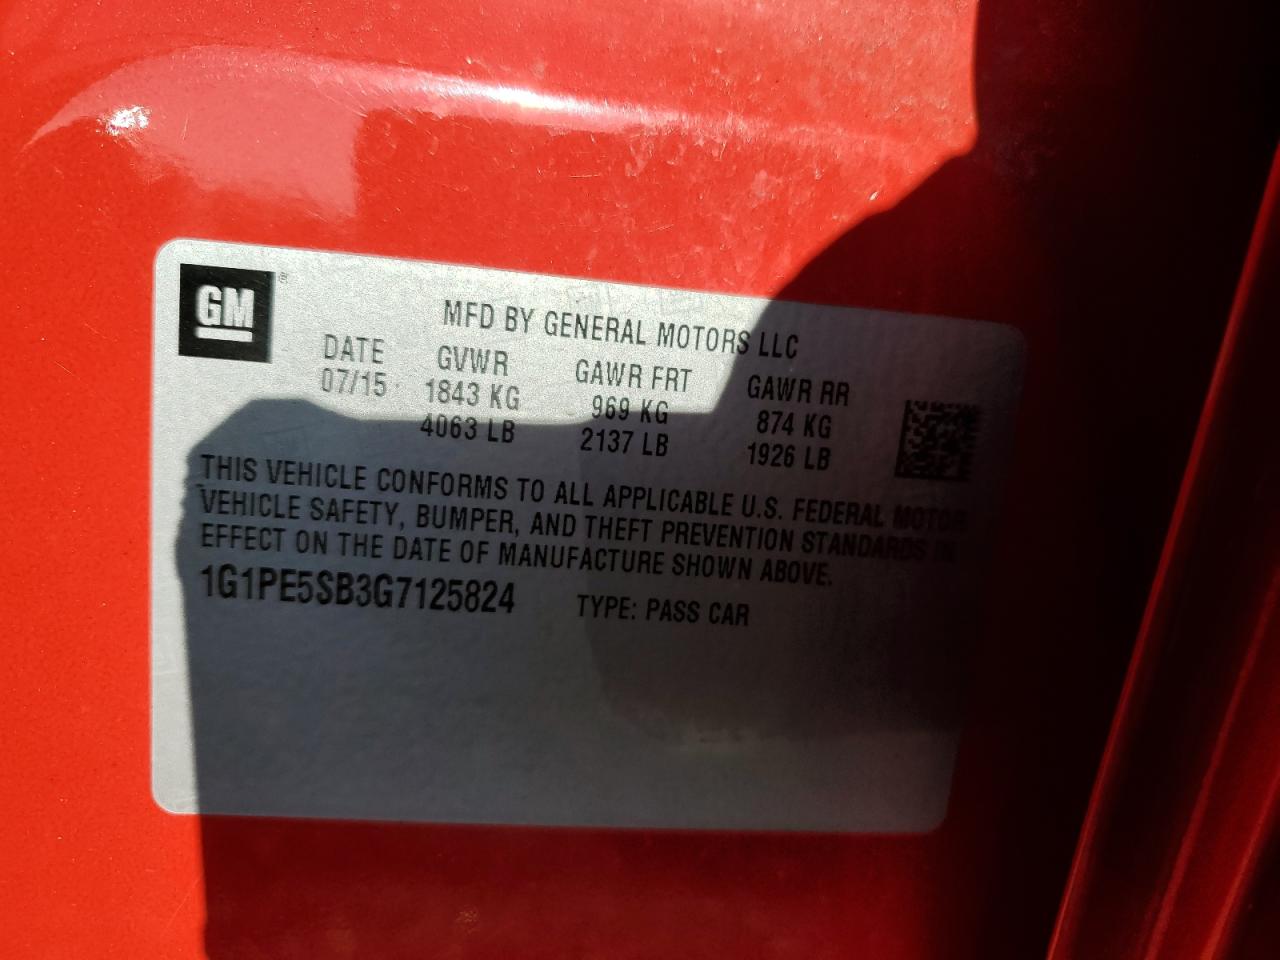 GM ®
MFD BY GENERAL MOTORS LLC
DATE GVWR GAWR FRT GAWR RR
07/15 1843 KG 969 KG 874 KG
4063 LB 2137 LB 1926 LB
THIS VEHICLE CONFORMS TO ALL APPLICABLE U.S. FEDERAL MOTOR
VEHICLE SAFETY, BUMPER, AND THEFT PREVENTION STANDARDS IN
EFFECT ON THE DATE OF MANUFACTURE SHOWN ABOVE.
1G1PE5SB3G7125824 TYPE: PASS CAR